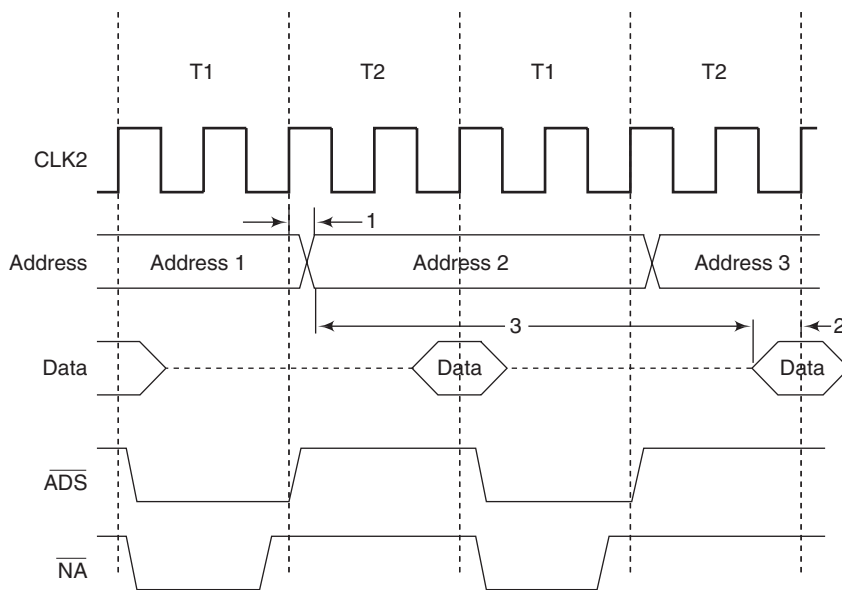 T1 T2 T1 T2
CLK2
1
Address Address 1 Address 2 Address 3
3 2
Data Data Data
ADS
NA